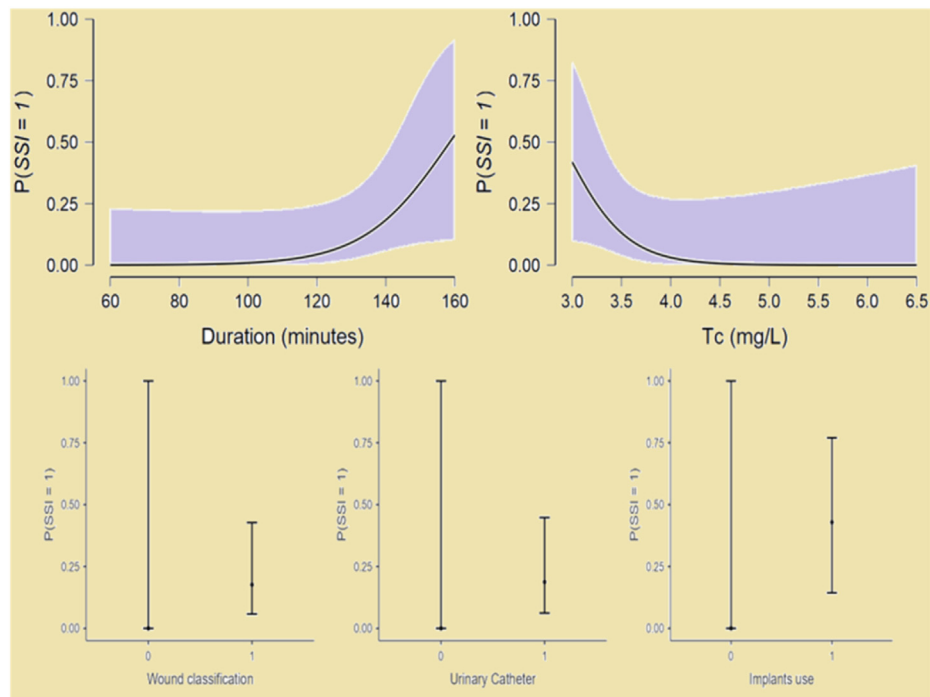 1.00
0.75
0.50
0.25
0.00
P(SSI = 1)
60 80 100 120 140 160
Duration (minutes)
1.00
0.75
0.50
0.25
0.00
P(SSI = 1)
3.0 3.5 4.0 4.5 5.0 5.5 6.0 6.5
Tc (mg/L)
1.00
0.75
0.50
0.25
0.00
P(SSI = 1)
0 1
Wound classification
1.00
0.75
0.50
0.25
0.00
P(SSI = 1)
0 1
Urinary Catheter
1.00
0.75
0.50
0.25
0.00
P(SSI = 1)
0 1
Implants use